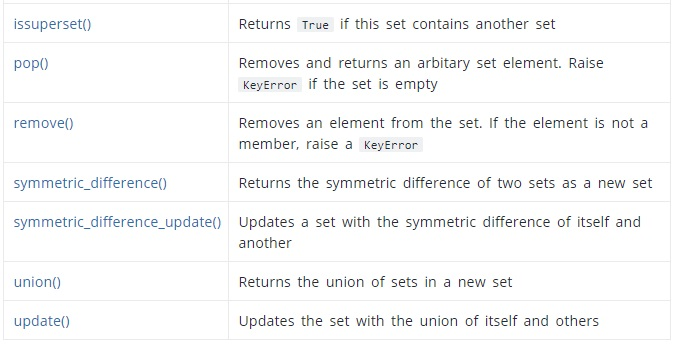 issuperset() Returns True if this set contains another set
pop() Removes and returns an arbitary set element. Raise
KeyError if the set is empty
remove() Removes an element from the set. If the element is not a
member, raise a KeyError
symmetric_difference() Returns the symmetric difference of two sets as a new set
symmetric_difference_update() Updates a set with the symmetric difference of itself and
another
union() Returns the union of sets in a new set
update() Updates the set with the union of itself and others